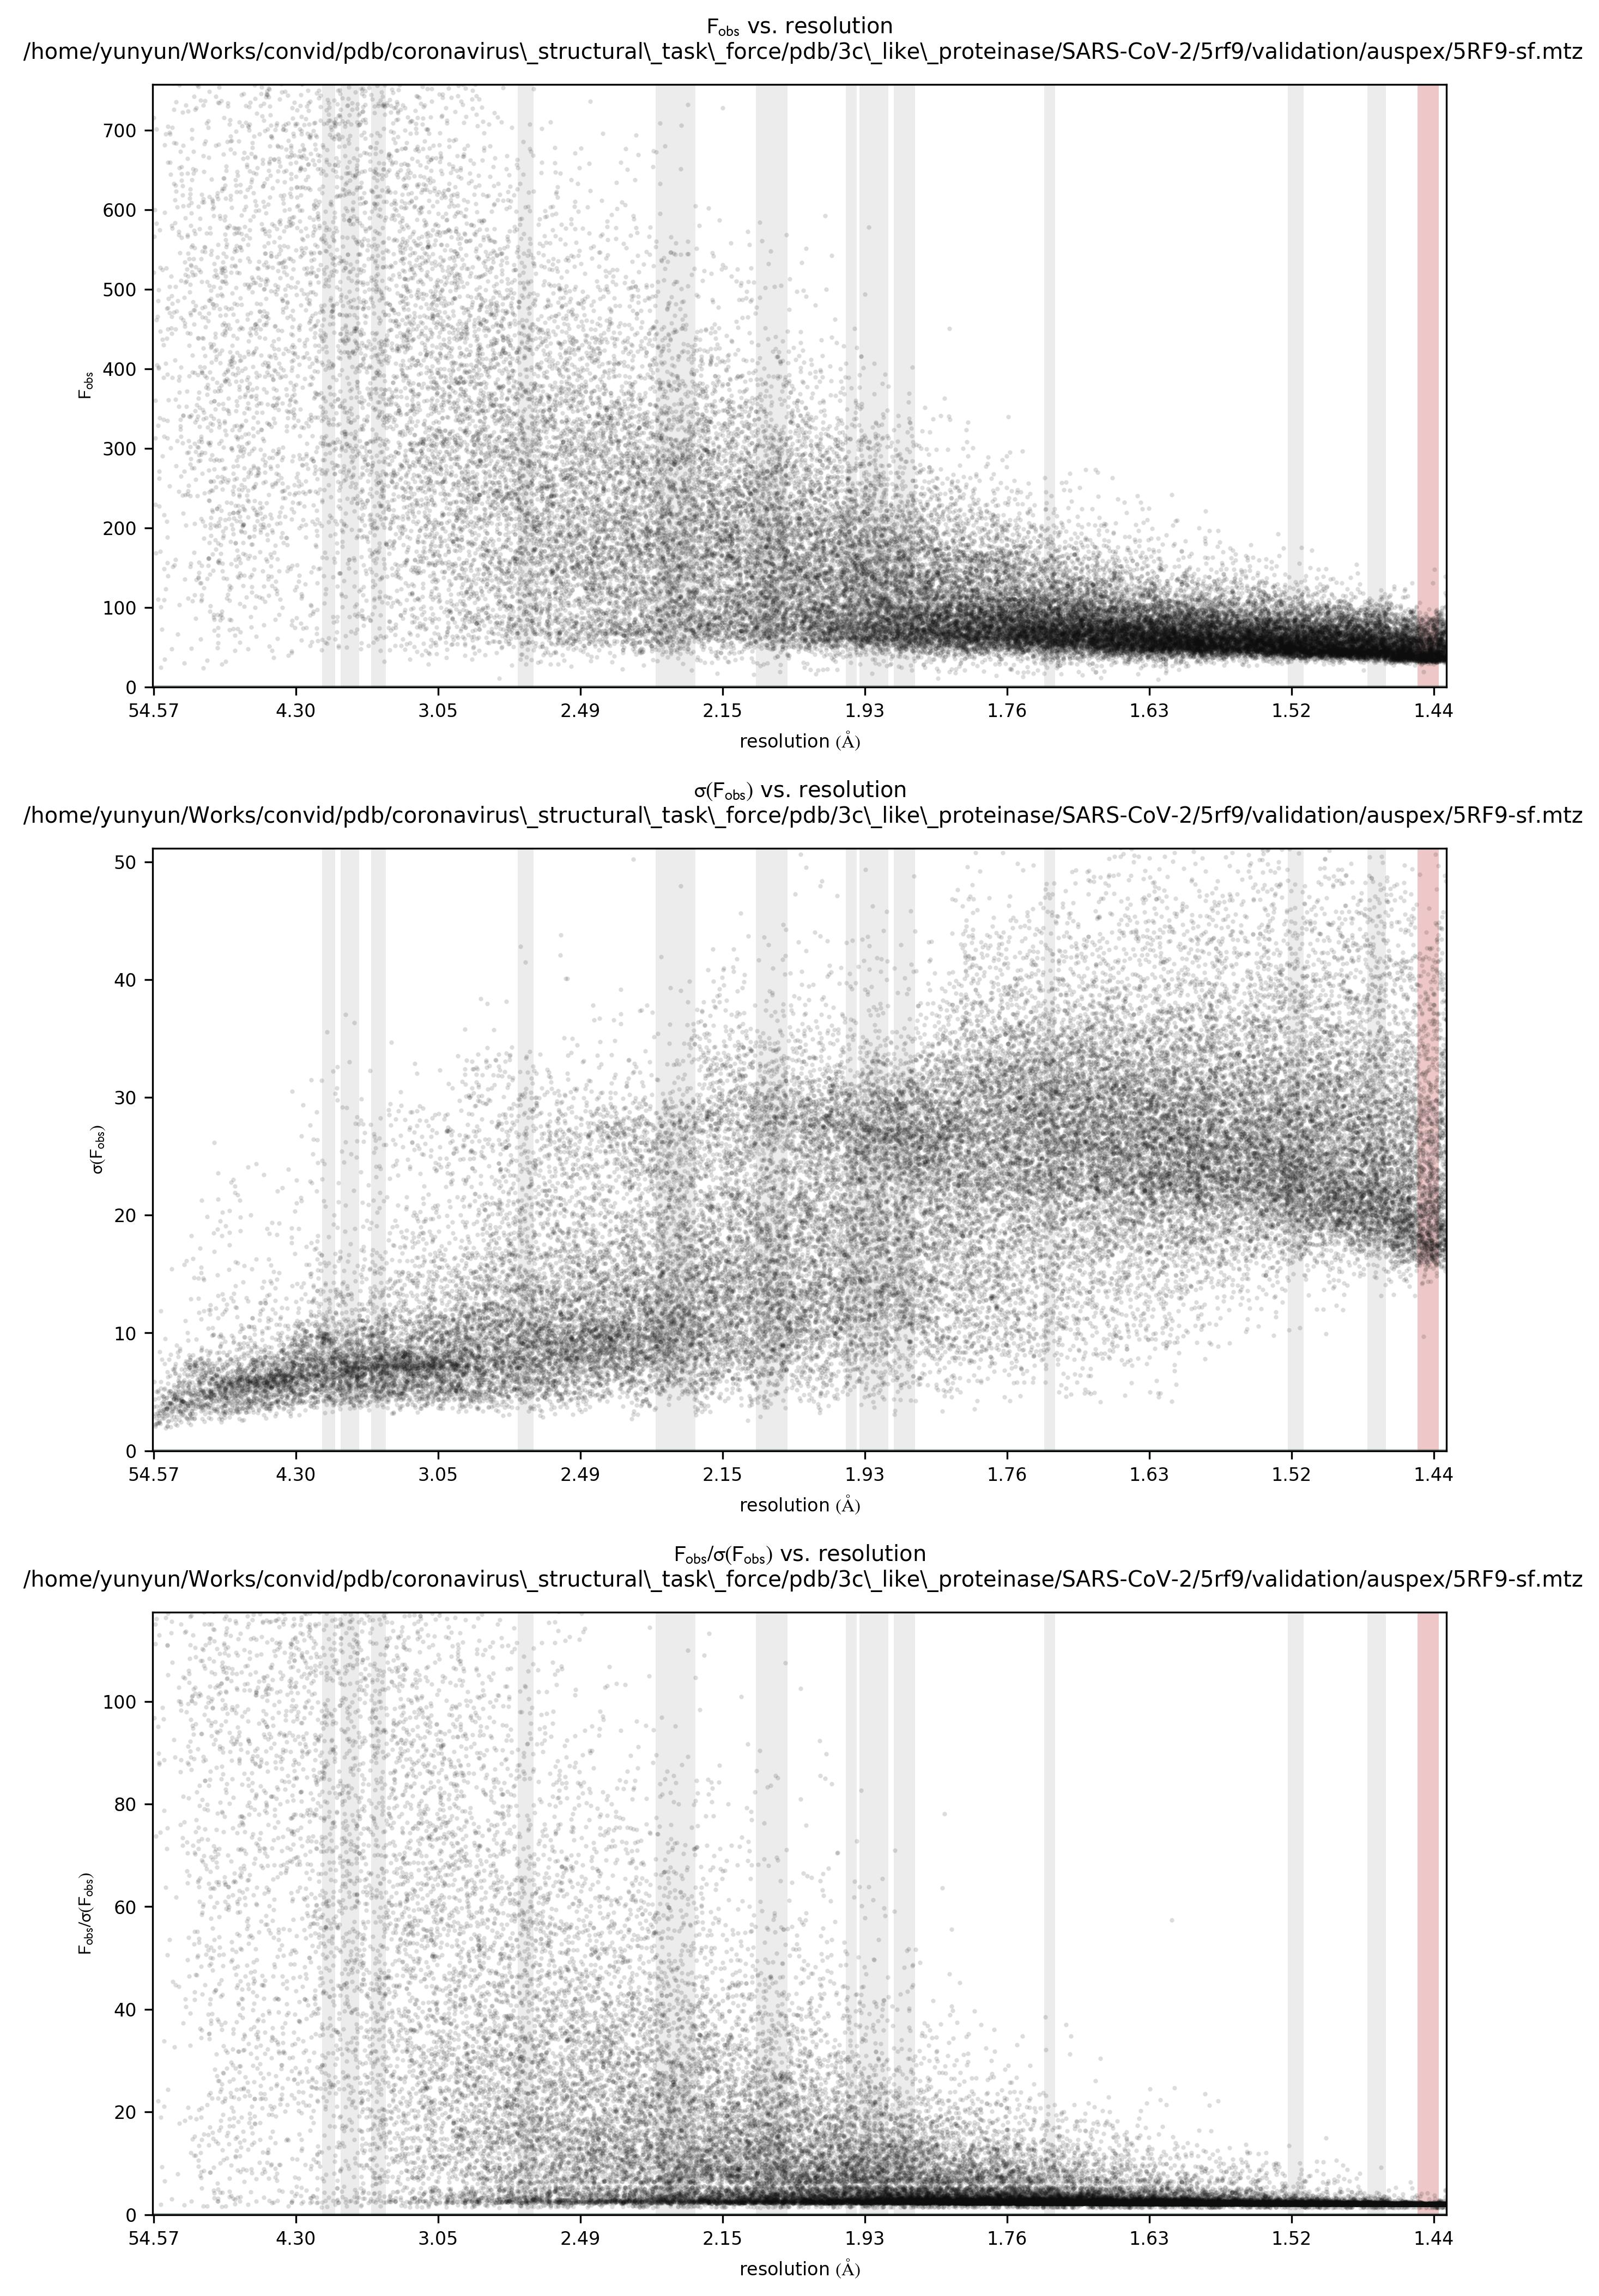 Fobs vs. resolution
/home/yunyun/Works/convid/pdb/coronavirus\_structural\_task\_force/pdb/3c\_like\_proteinase/SARS-CoV-2/5rf9/validation/auspex/5RF9-sf.mtz
700
600
500
400
300
200
100
0
Fobs
54.57 4.30 3.05 2.49 2.15 1.93 1.76 1.63 1.52 1.44
resolution (Å)
σ(Fobs) vs. resolution
/home/yunyun/Works/convid/pdb/coronavirus\_structural\_task\_force/pdb/3c\_like\_proteinase/SARS-CoV-2/5rf9/validation/auspex/5RF9-sf.mtz
50
40
30
20
10
0
σ(Fobs)
54.57 4.30 3.05 2.49 2.15 1.93 1.76 1.63 1.52 1.44
resolution (Å)
Fobs/σ(Fobs) vs. resolution
/home/yunyun/Works/convid/pdb/coronavirus\_structural\_task\_force/pdb/3c\_like\_proteinase/SARS-CoV-2/5rf9/validation/auspex/5RF9-sf.mtz
100
80
60
40
20
0
Fobs/σ(Fobs)
54.57 4.30 3.05 2.49 2.15 1.93 1.76 1.63 1.52 1.44
resolution (Å)